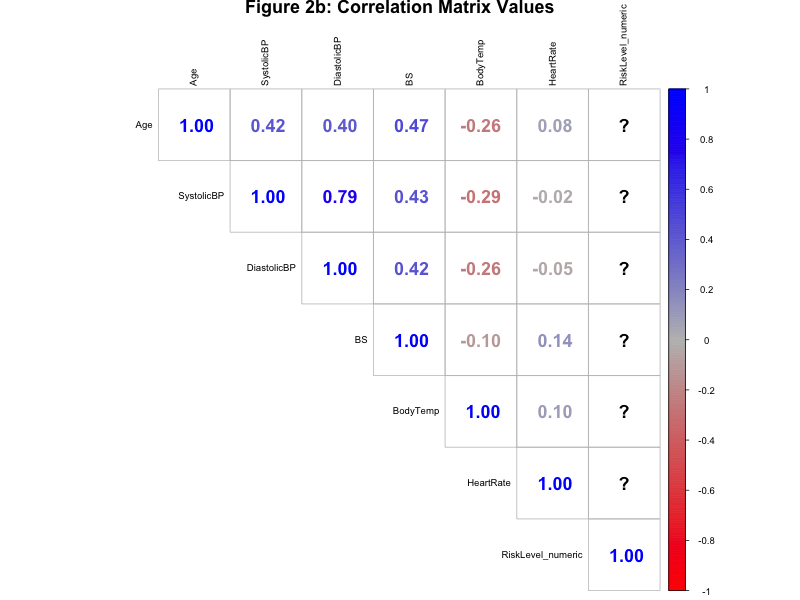 Figure 2b: Correlation Matrix Values
Age
SystolicBP
DiastolicBP
BS
BodyTemp
HeartRate
RiskLevel_numeric
Age 1.00 0.42 0.40 0.47 -0.26 0.08 ?
SystolicBP 1.00 0.79 0.43 -0.29 -0.02 ?
DiastolicBP 1.00 0.42 -0.26 -0.05 ?
BS 1.00 -0.10 0.14 ?
BodyTemp 1.00 0.10 ?
HeartRate 1.00 ?
RiskLevel_numeric 1.00
1
0.8
0.6
0.4
0.2
0
-0.2
-0.4
-0.6
-0.8
-1